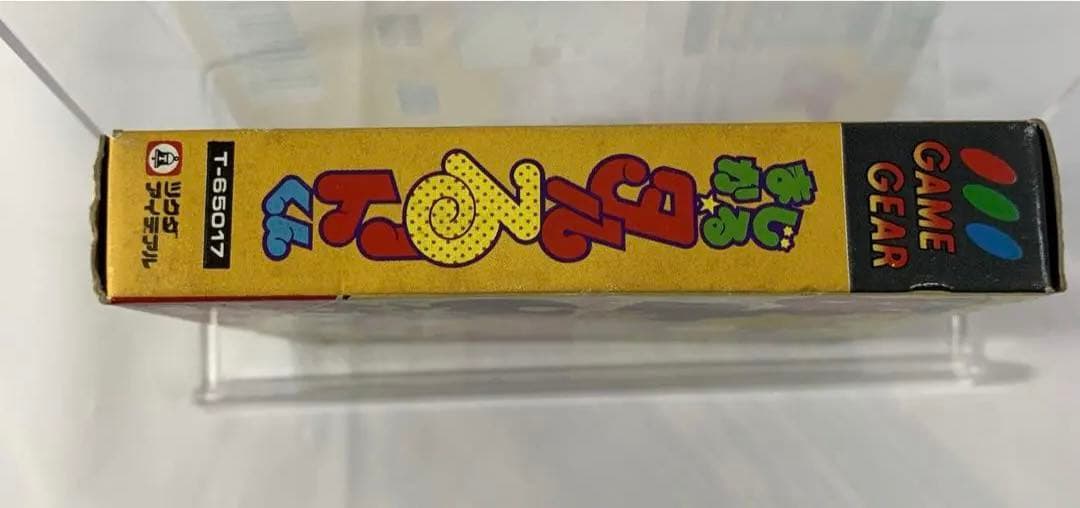 GAME
GEAR
まじ
かる
タル
る
ート
くん
T-65017
ツクダ
アイデアル